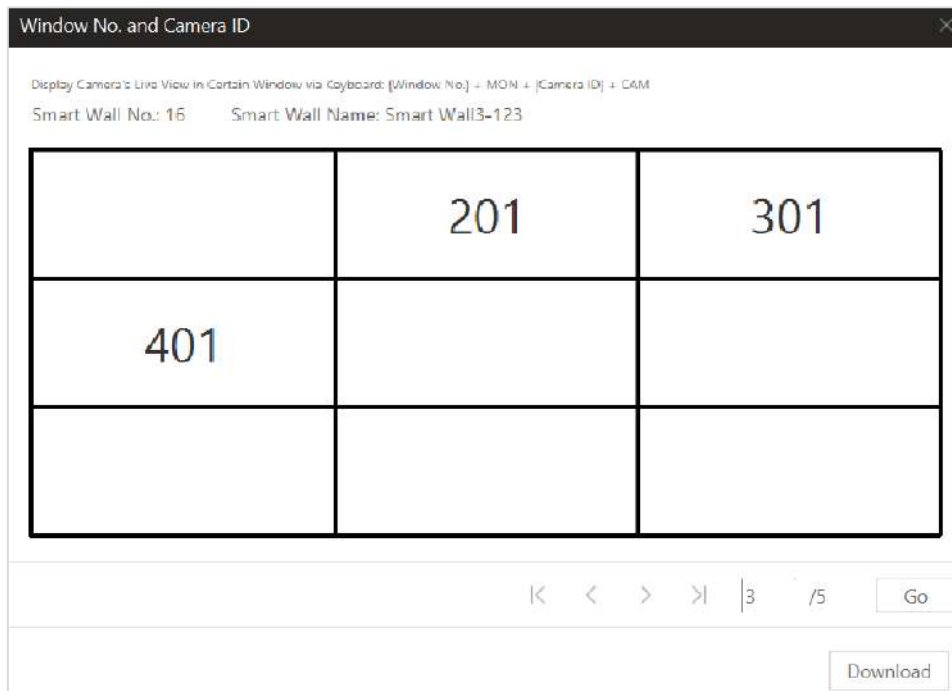 Window No. and Camera ID
Display Camera's Live View in Certain Window via Keyboard: [Window No.] + MON + [Camera ID] + CAM
Smart Wall No.: 16 Smart Wall Name: Smart Wall3-123
201 301
401
3 /5 Go
Download